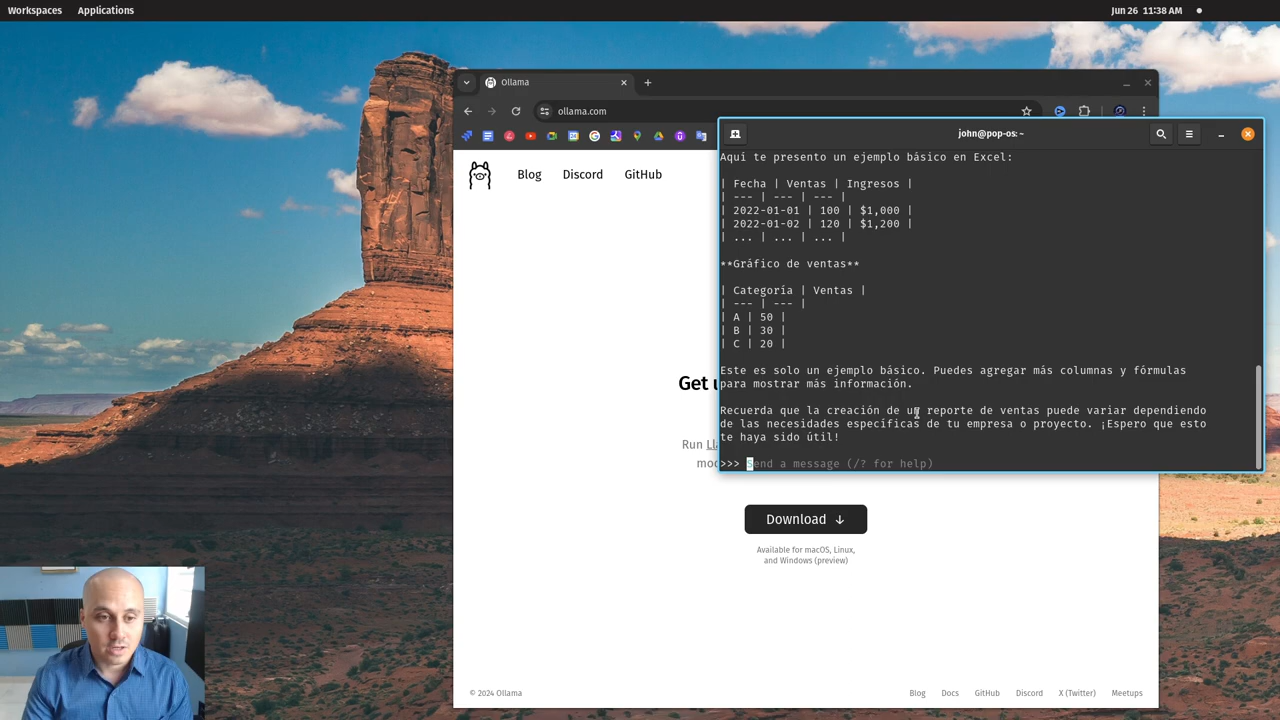 Workspaces Applications Jun 26 11:38 AM
Ollama
ollama.com
john@pop-os: ~
Blog Discord GitHub
Aquí te presento un ejemplo básico en Excel:
| Fecha | Ventas | Ingresos |
| --- | --- | --- |
| 2022-01-01 | 100 | $1,000 |
| 2022-01-02 | 120 | $1,200 |
| ... | ... | ... |
**Gráfico de ventas**
| Categoría | Ventas |
| --- | --- |
| A | 50 |
| B | 30 |
| C | 20 |
Este es solo un ejemplo básico. Puedes agregar más columnas y fórmulas
para mostrar más información.
Recuerda que la creación de un reporte de ventas puede variar dependiendo
de las necesidades específicas de tu empresa o proyecto. ¡Espero que esto
te haya sido útil!
>>> Send a message (/? for help)
Get
Run
Download ↓
Available for macOS, Linux,
and Windows (preview)
© 2024 Ollama Blog Docs GitHub Discord X (Twitter) Meetups